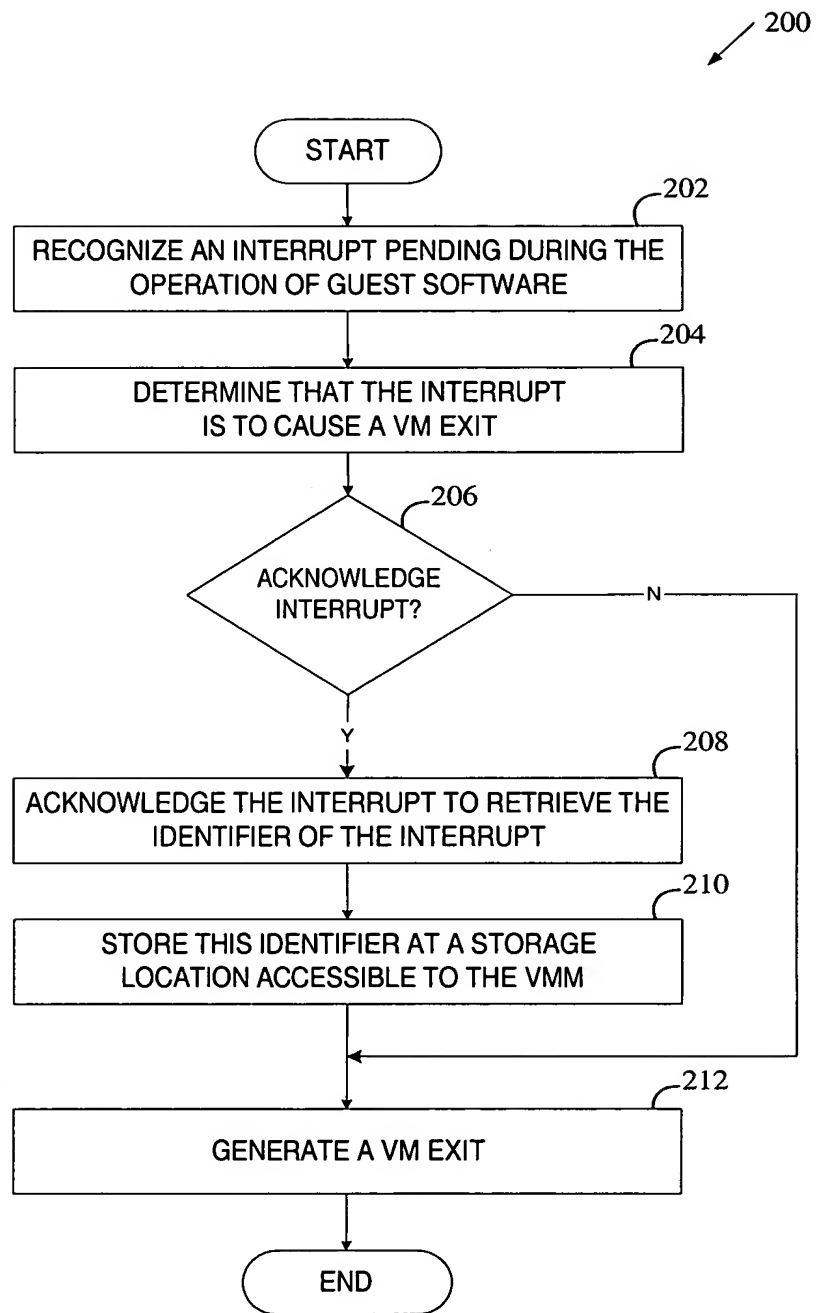 200
START
202
RECOGNIZE AN INTERRUPT PENDING DURING THE
OPERATION OF GUEST SOFTWARE
204
DETERMINE THAT THE INTERRUPT
IS TO CAUSE A VM EXIT
206
ACKNOWLEDGE
INTERRUPT?
N
Y
208
ACKNOWLEDGE THE INTERRUPT TO RETRIEVE THE
IDENTIFIER OF THE INTERRUPT
210
STORE THIS IDENTIFIER AT A STORAGE
LOCATION ACCESSIBLE TO THE VMM
212
GENERATE A VM EXIT
END